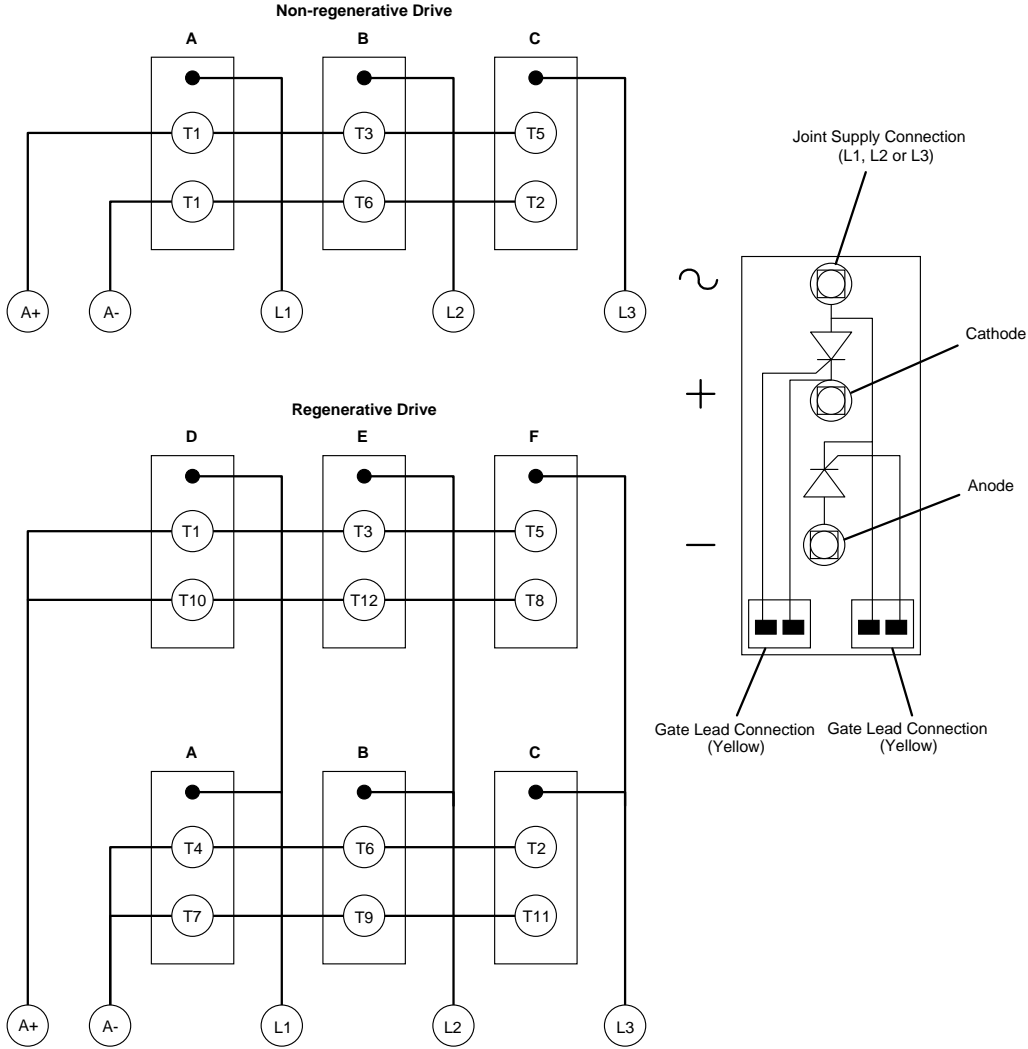 Non-regenerative Drive
A B C
T1 T3 T5
T1 T6 T2
A+ A- L1 L2 L3
Joint Supply Connection
(L1, L2 or L3)
Cathode
Anode
Gate Lead Connection
(Yellow)
Gate Lead Connection
(Yellow)
Regenerative Drive
D E F
T1 T3 T5
T10 T12 T8
A B C
T4 T6 T2
T7 T9 T11
A+ A- L1 L2 L3